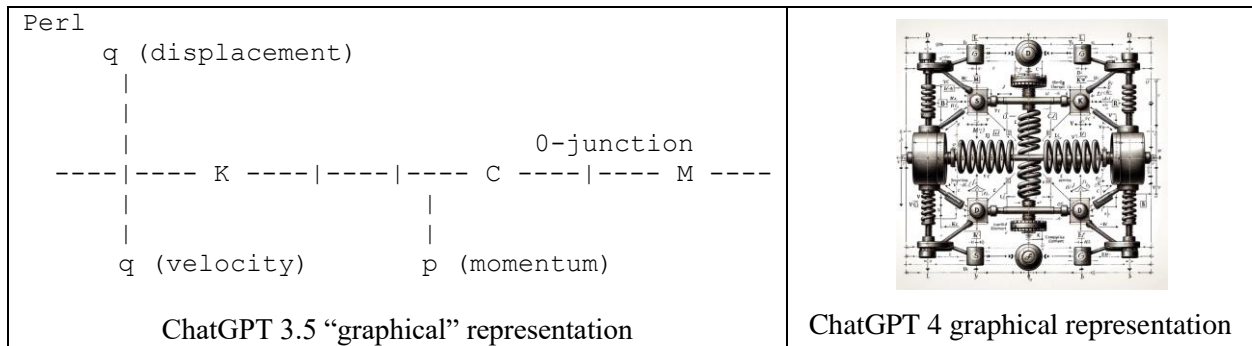 Perl
q (displacement)
|
|
| 0-junction
----|---- K ----|----|---- C ----|---- M ----
| |
| |
q (velocity) p (momentum)
ChatGPT 3.5 “graphical” representation
ChatGPT 4 graphical representation